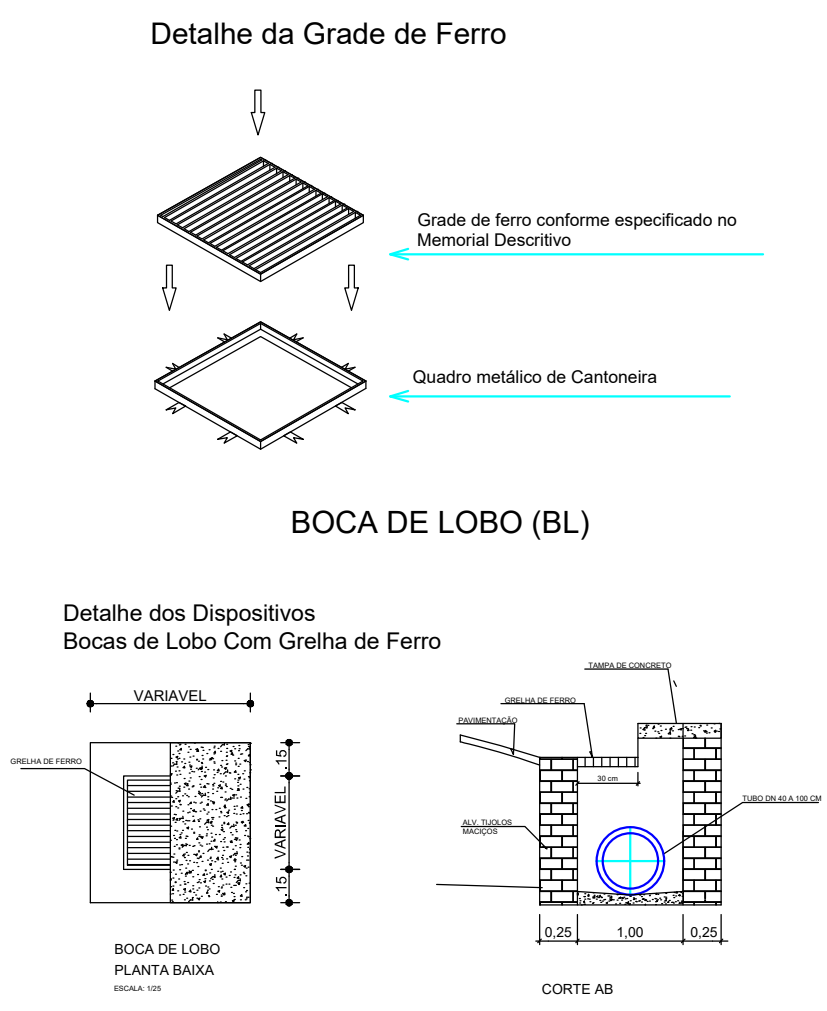 Detalhe da Grade de Ferro
Grade de ferro conforme especificado no
Memorial Descritivo
Quadro metálico de Cantoneira
BOCA DE LOBO (BL)
Detalhe dos Dispositivos
Bocas de Lobo Com Grelha de Ferro
VARIAVEL
GRELHA DE FERRO
.15
VARIAVEL
.15
BOCA DE LOBO
PLANTA BAIXA
ESCALA: 1/25
TAMPA DE CONCRETO
GRELHA DE FERRO
PAVIMENTAÇÃO
30 cm
TUBO DN 40 A 100 CM
ALV. TIJOLOS
MACIÇOS
0,25
1,00
0,25
CORTE AB